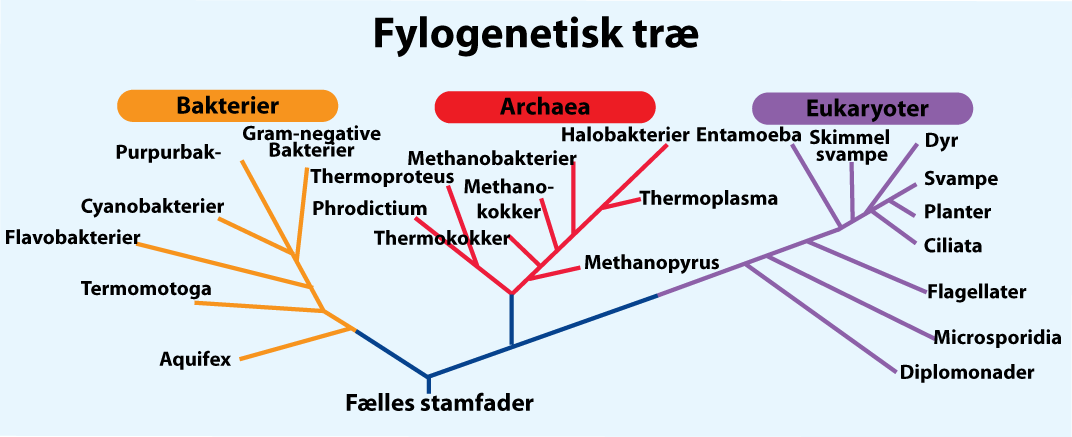 Fylogenetisk træ
Bakterier
Archaea
Eukaryoter
Purpurbak-
Gram-negative
Bakterier
Cyanobakterier
Flavobakterier
Termomotoga
Aquifex
Thermoproteus
Phrodictium
Methanobakterier
Methano-
kokker
Thermokokker
Halobakterier
Thermoplasma
Methanopyrus
Entamoeba
Skimmel
svampe
Dyr
Svampe
Planter
Ciliata
Flagellater
Microsporidia
Diplomonader
Fælles stamfader